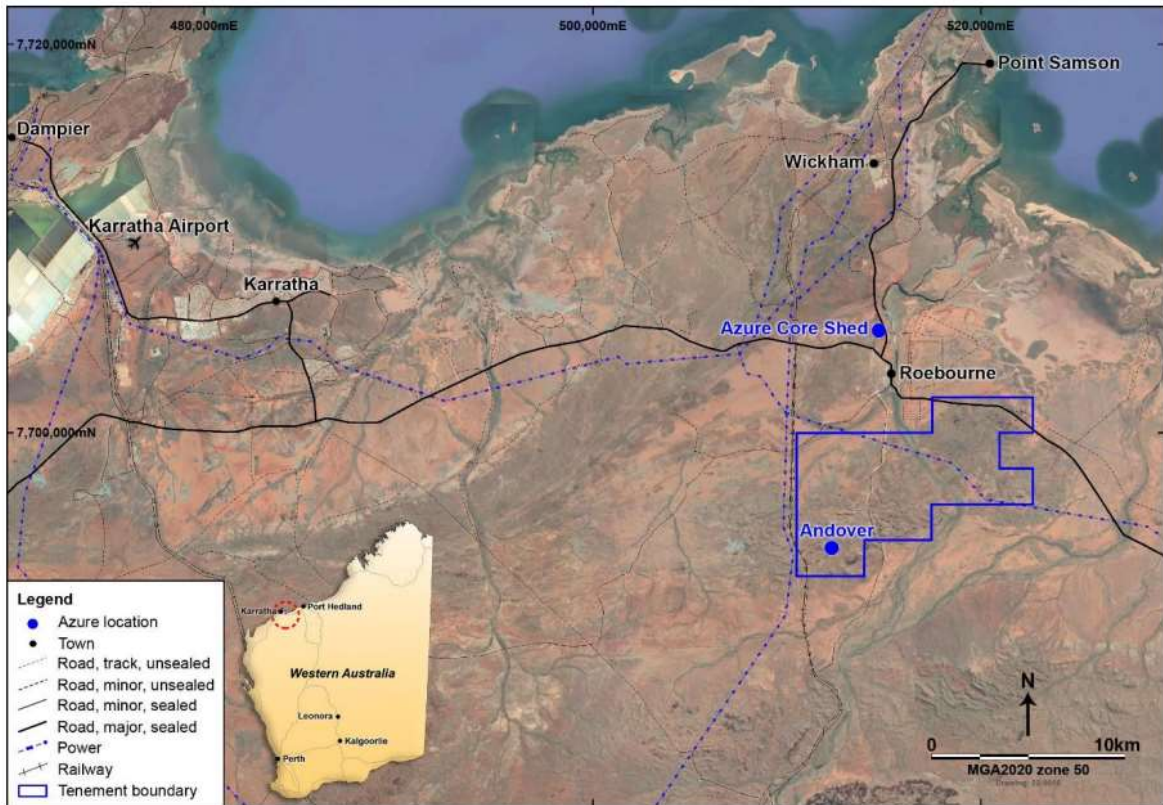 480,000mE
500,000mE
520,000mE
7,720,000mN
Point Samson
Dampier
Wickham
Karratha Airport
Karratha
Azure Core Shed
Roebourne
7,700,000mN
Andover
Legend
Azure location
Town
Road, track, unsealed
Road, minor, unsealed
Road, minor, sealed
Road, major, sealed
Power
Railway
Tenement boundary
Karratha
Port Hedland
Western Australia
Leonora
Kalgoorlie
Perth
N
0 10km
MGA2020 zone 50